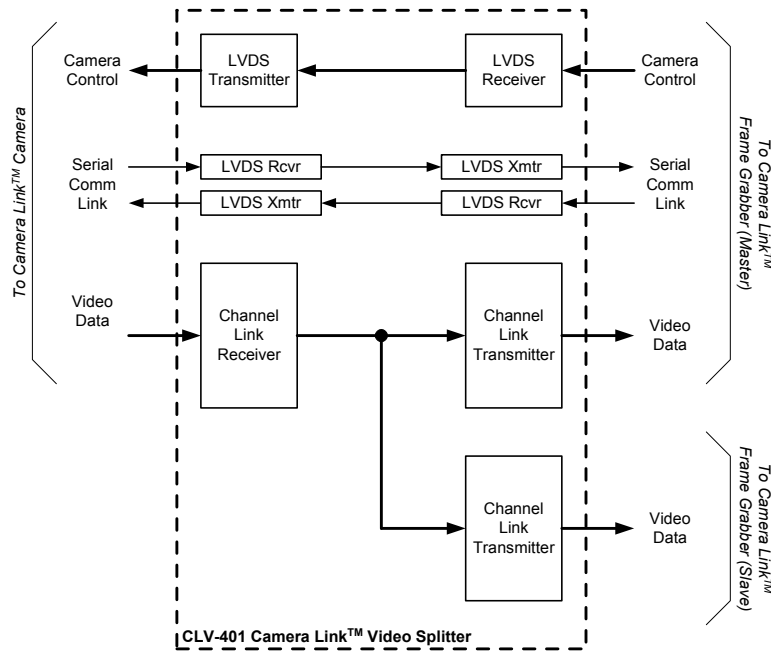 Camera
Control
LVDS
Transmitter
LVDS
Receiver
Camera
Control
Serial
Comm
Link
LVDS Rcvr
LVDS Xmtr
LVDS Xmtr
LVDS Rcvr
Serial
Comm
Link
Video
Data
Channel
Link
Receiver
Channel
Link
Transmitter
Video
Data
Channel
Link
Transmitter
Video
Data
To Camera Link™ Camera
To Camera Link™
Frame Grabber (Master)
To Camera Link™
Frame Grabber (Slave)
CLV-401 Camera Link™ Video Splitter